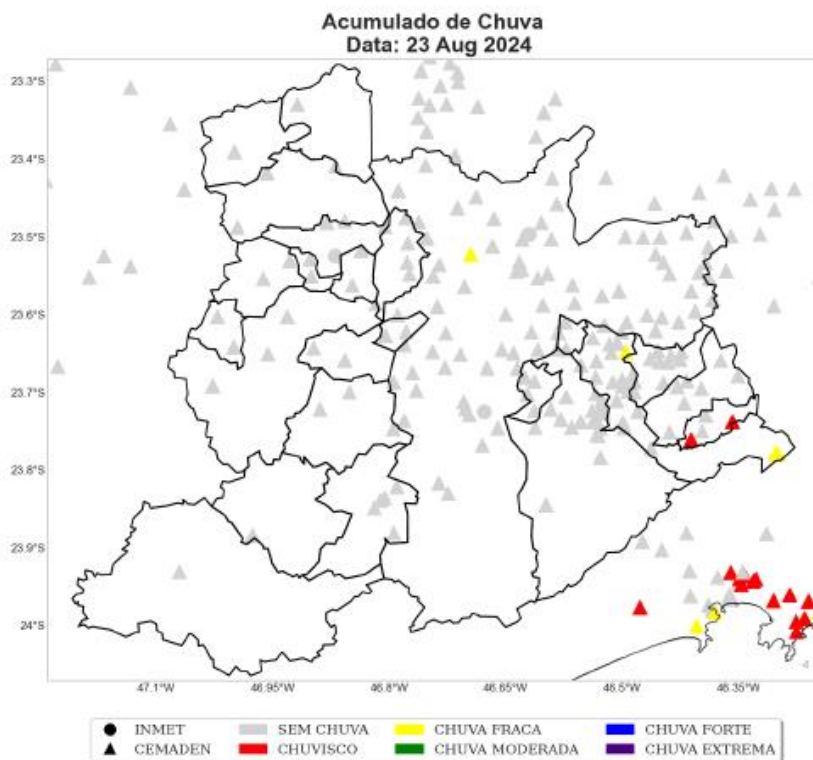 Acumulado de Chuva
Data: 23 Aug 2024
23.3°S
23.4°S
23.5°S
23.6°S
23.7°S
23.8°S
23.9°S
24°S
47.1°W 46.95°W 46.8°W 46.65°W 46.5°W 46.35°W
INMET SEM CHUVA CHUVA FRACA CHUVA FORTE
CEMADEN CHUVISCO CHUVA MODERADA CHUVA EXTREMA